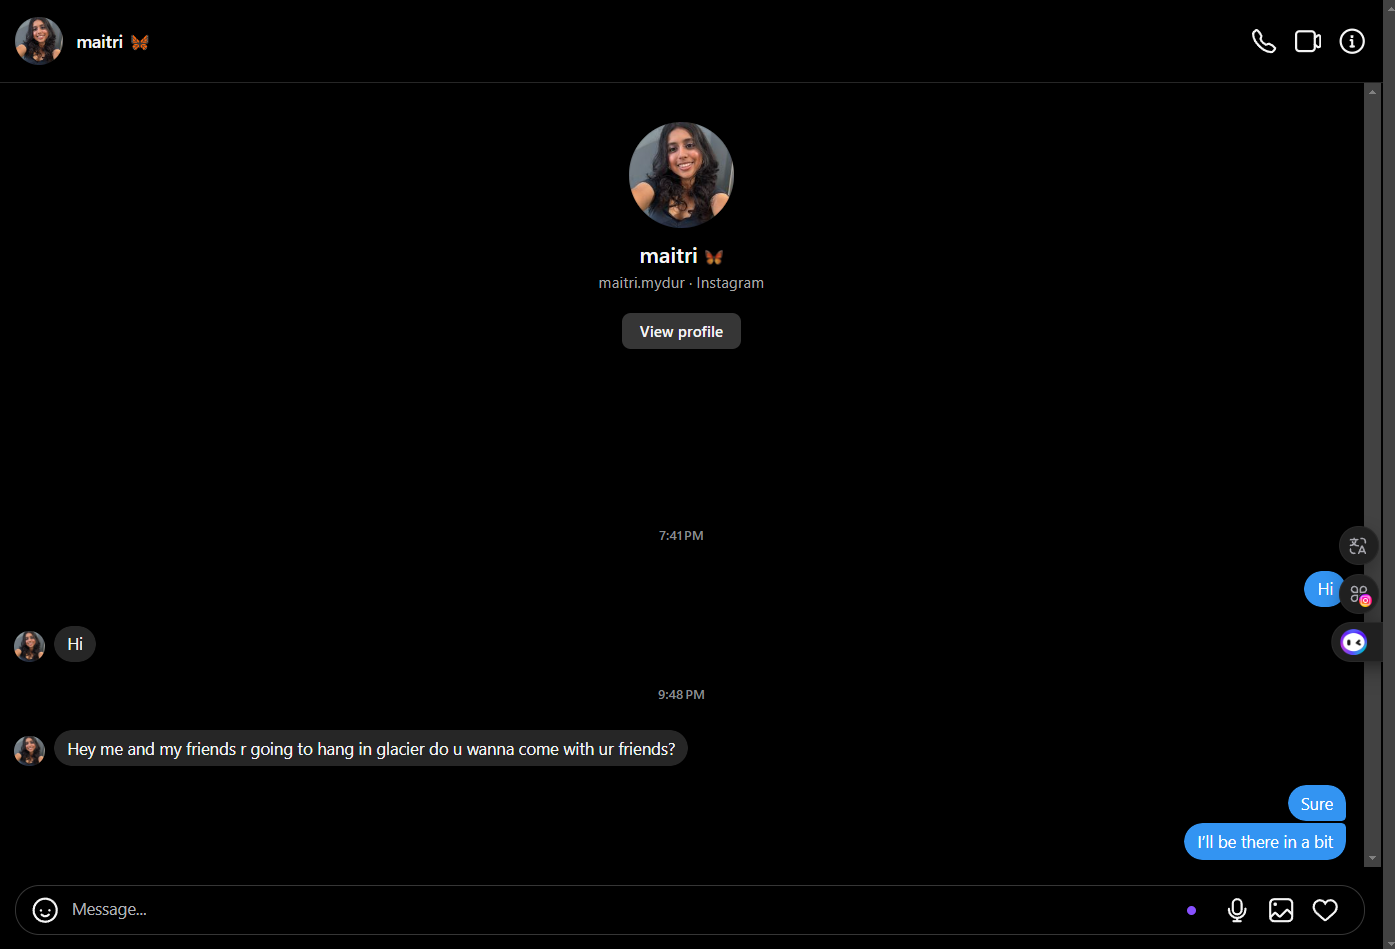 maitri 🦋
maitri 🦋
maitri.mydur · Instagram
View profile
7:41 PM
Hi
Hi
9:48 PM
Hey me and my friends r going to hang in glacier do u wanna come with ur friends?
Sure
I'll be there in a bit
Message...